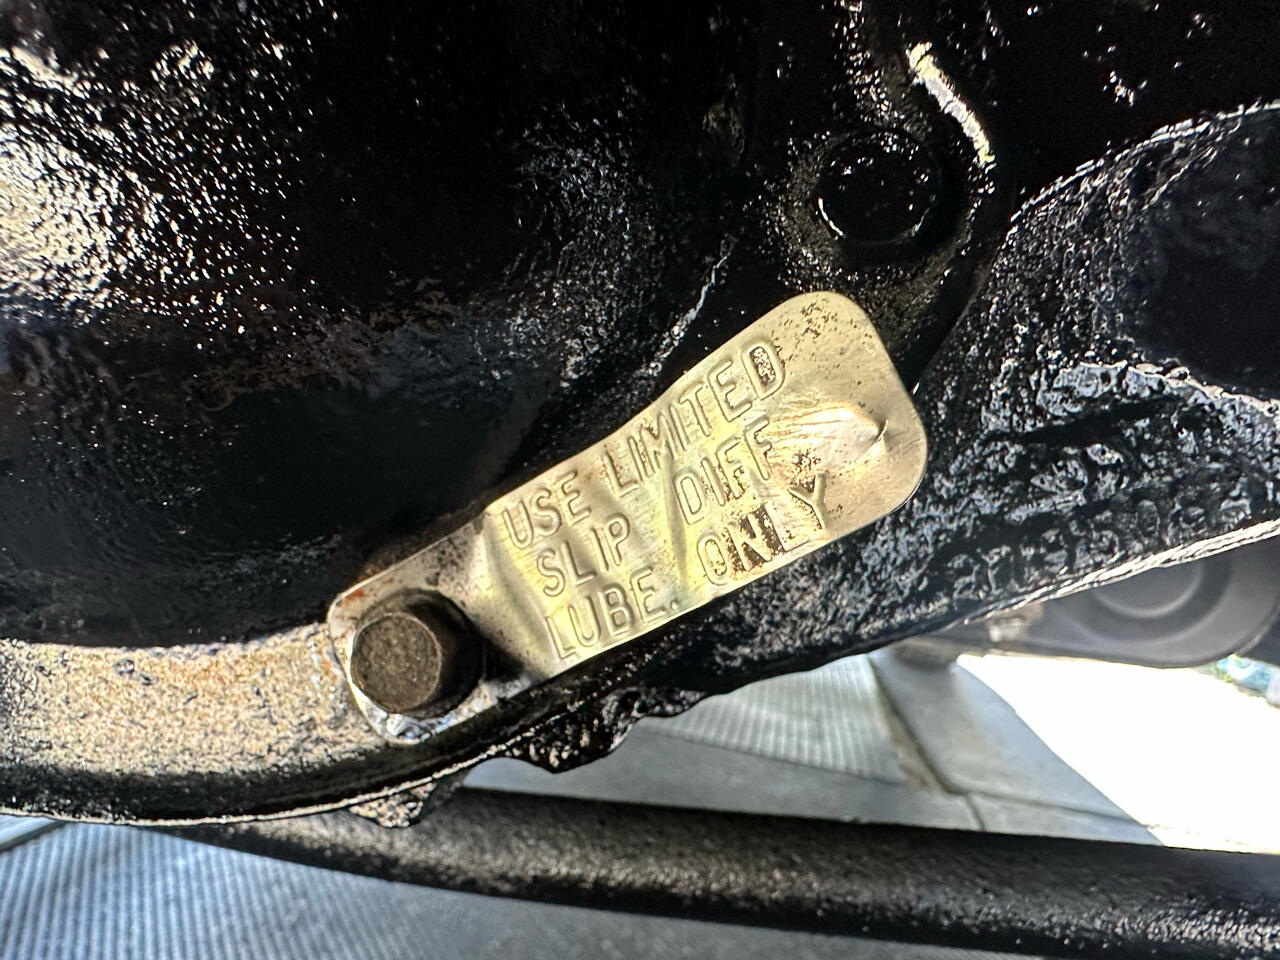 USE LIMITED
SLIP DIFF
LUBE. ONLY